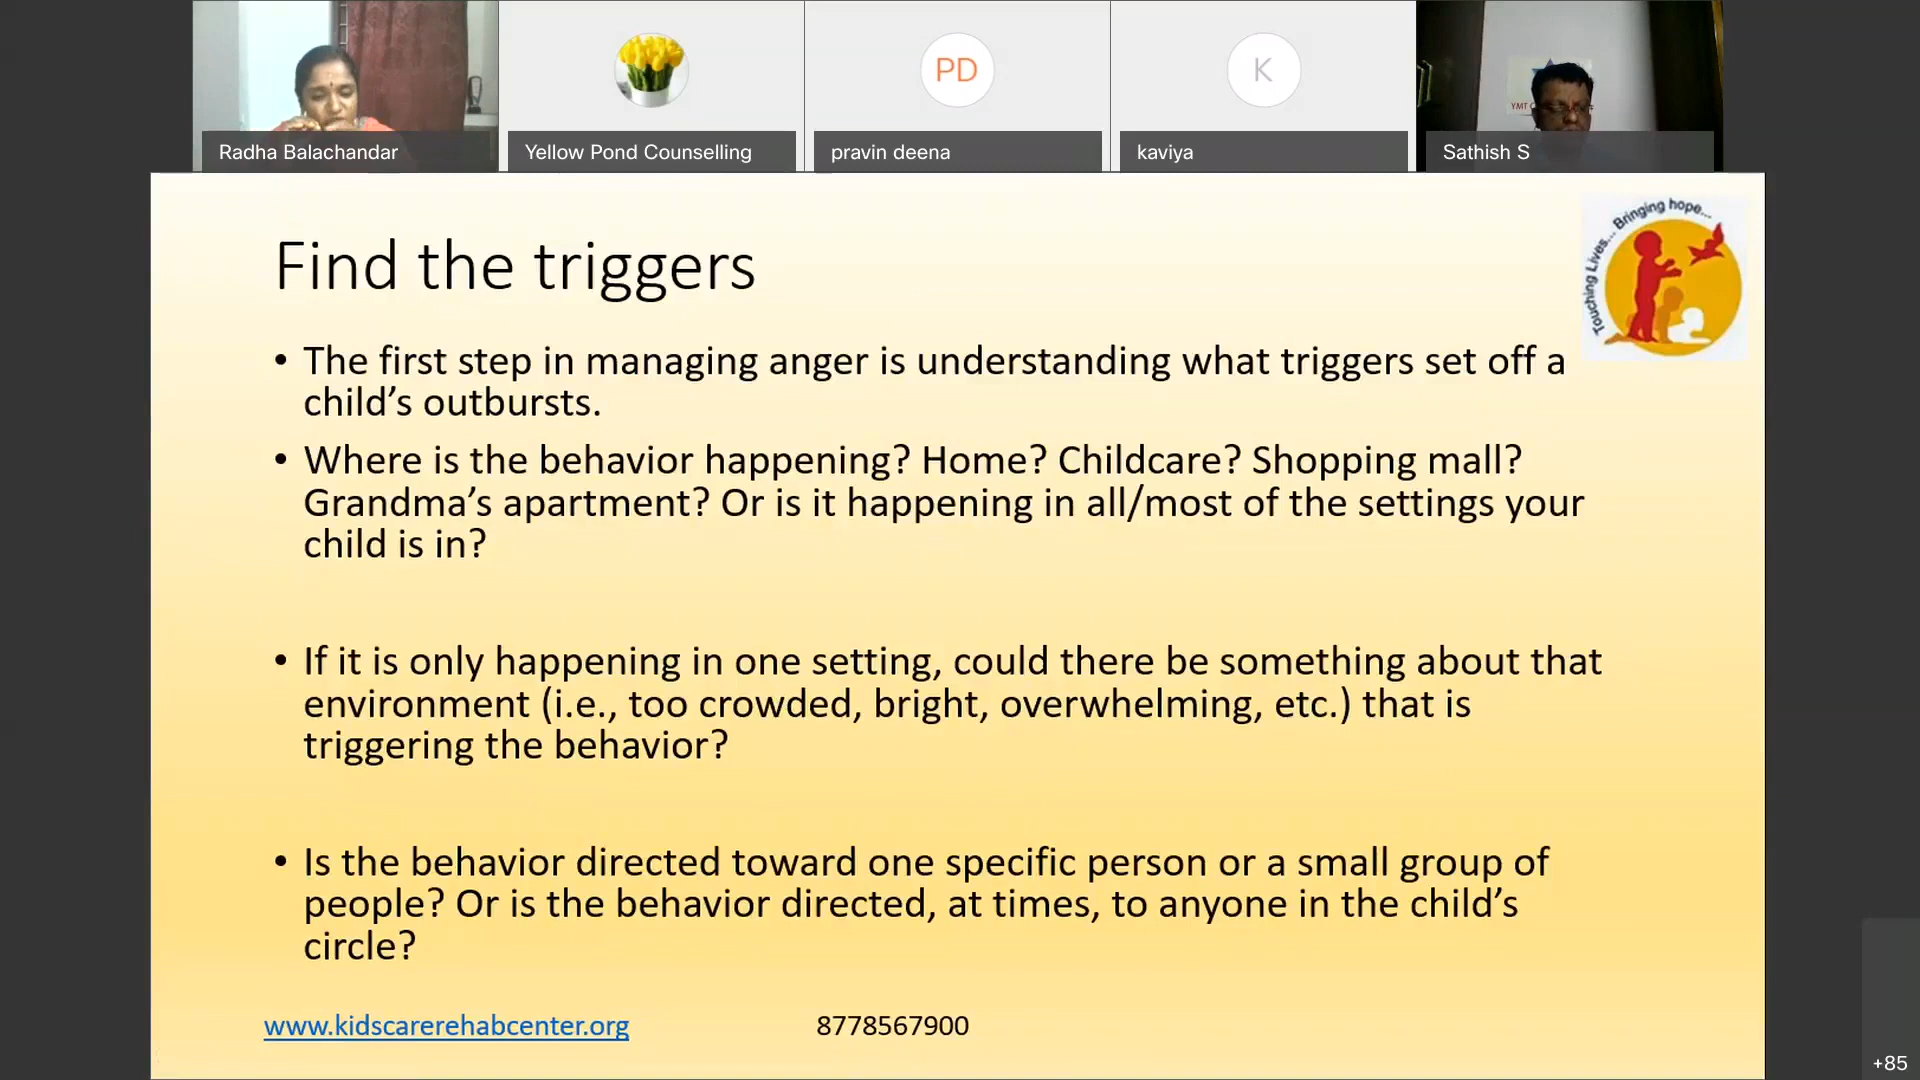 PD
K
YMT
Radha Balachandar
Yellow Pond Counselling
pravin deena
kaviya
Sathish S
Touching Lives... Bringing hope...
Find the triggers
• The first step in managing anger is understanding what triggers set off a
child’s outbursts.
• Where is the behavior happening? Home? Childcare? Shopping mall?
Grandma’s apartment? Or is it happening in all/most of the settings your
child is in?
• If it is only happening in one setting, could there be something about that
environment (i.e., too crowded, bright, overwhelming, etc.) that is
triggering the behavior?
• Is the behavior directed toward one specific person or a small group of
people? Or is the behavior directed, at times, to anyone in the child’s
circle?
www.kidscarerehabcenter.org
8778567900
+85